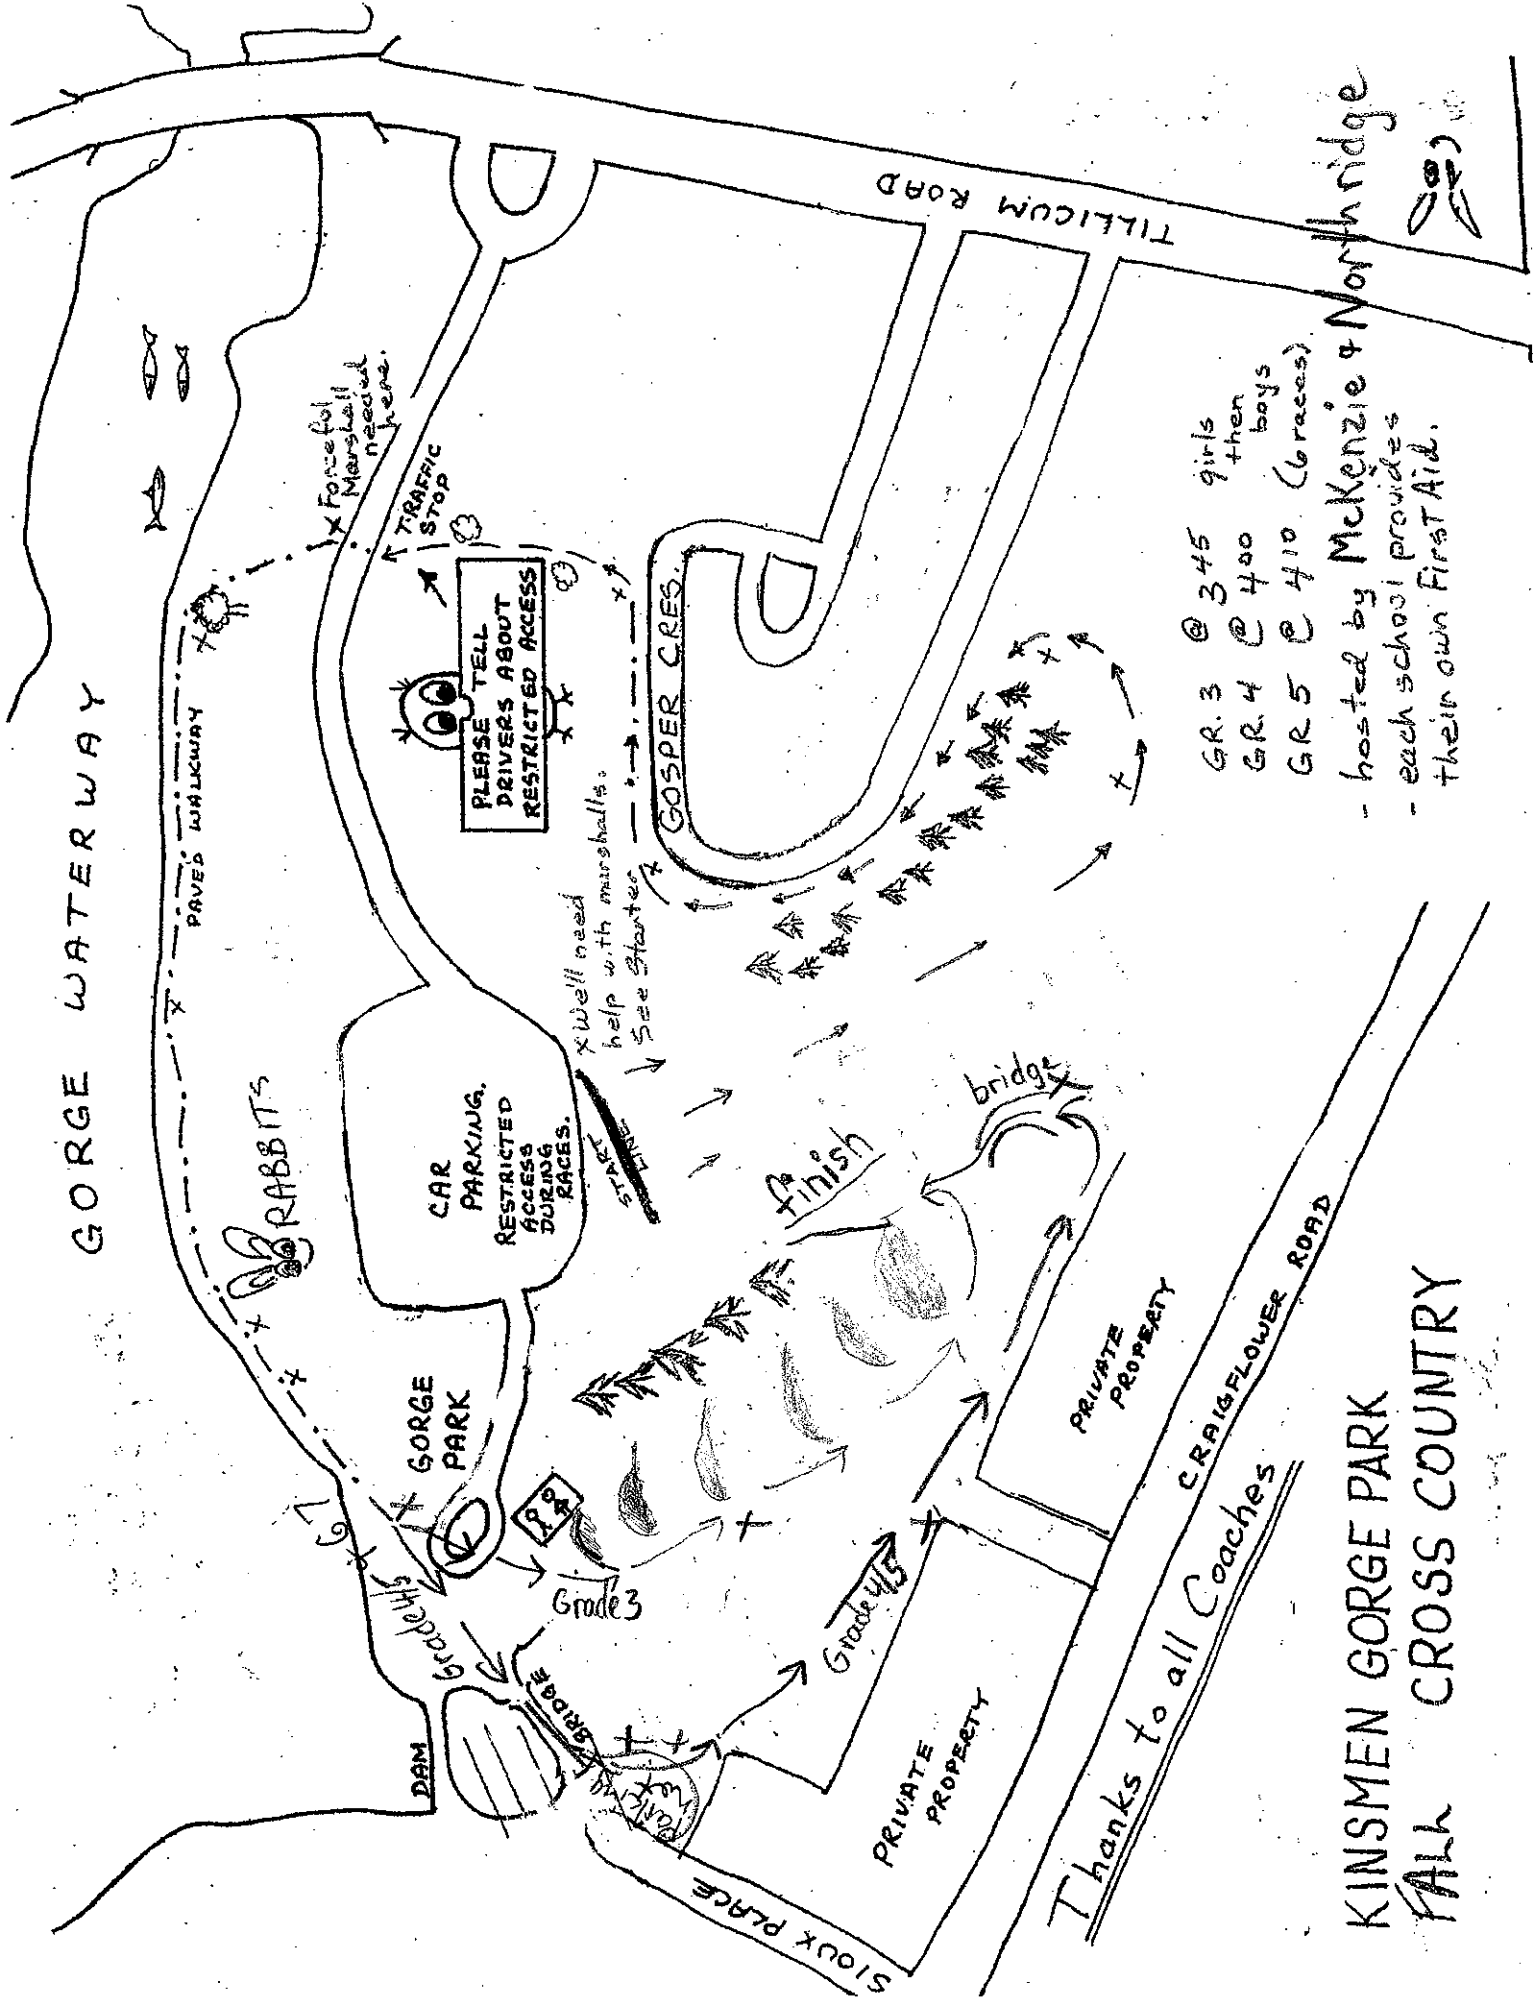 GORGE WATERWAY
PAVED WALKWAY
RABBITS
x Forceful
Marshall
needed
here.
TRAFFIC
STOP
PLEASE TELL
DRIVERS ABOUT
RESTRICTED ACCESS
GOSPER CRES.
TILLICUM ROAD
CAR
PARKING.
RESTRICTED
ACCESS
DURING
RACES.
START
LINE
x We'll need
help with marshalls.
See Starter
GORGE
PARK
Grade 4/5
DAM
BRIDGE
Grade 3
Grade 4/5
finish
bridge
SIOUX PLACE
PRIVATE
PROPERTY
PRIVATE
PROPERTY
CRAIGFLOWER ROAD
Thanks to all Coaches
GR. 3 @ 345 girls
GR. 4 @ 400 then
GR 5 @ 410 boys
(6 races)
- hosted by McKenzie & Northridge
- each school provides
their own First Aid.
KINSMEN GORGE PARK
FALL CROSS COUNTRY